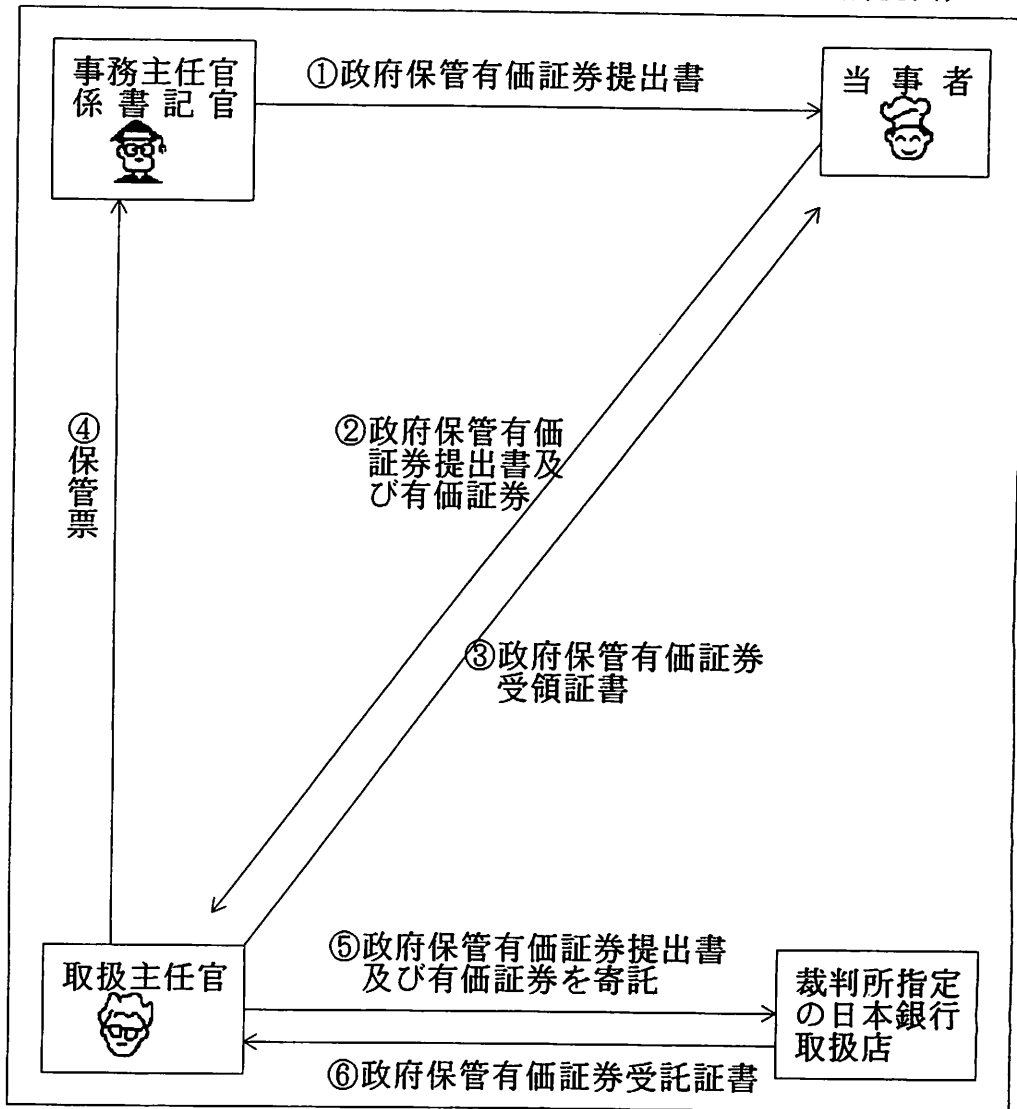 事務主任官
係書記官
①政府保管有価証券提出書
当事者
④保管票
②政府保管有価
証券提出書及
び有価証券
③政府保管有価証券
受領証書
取扱主任官
⑤政府保管有価証券提出書
及び有価証券を寄託
裁判所指定
の日本銀行
取扱店
⑥政府保管有価証券受託証書